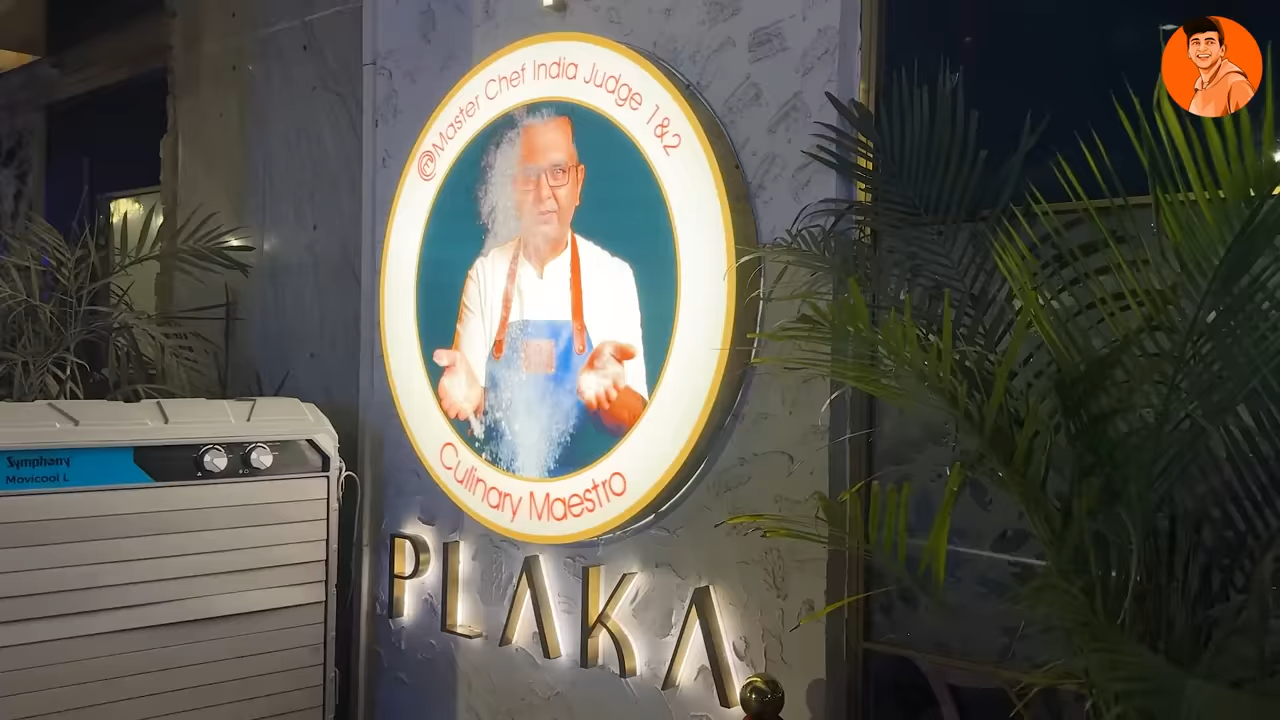 @Master Chef India Judge 1&2
Culinary Maestro
PLAKA
Symphony
Movicool L